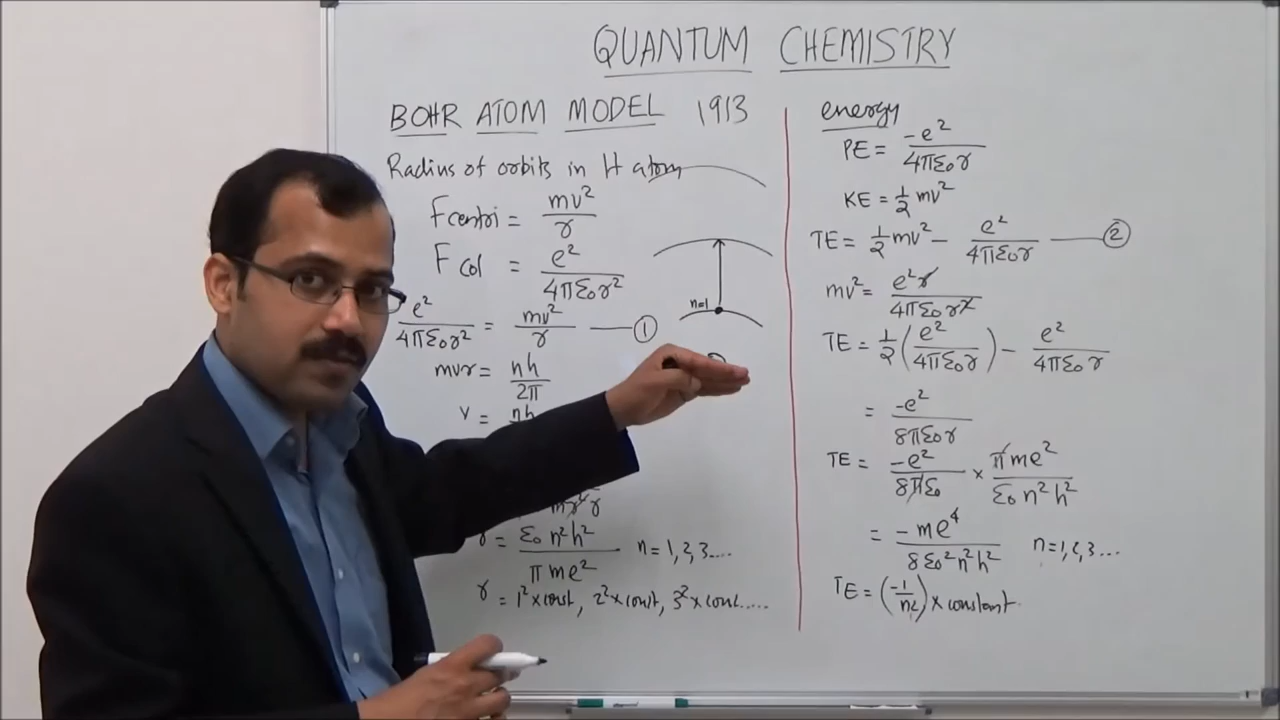 QUANTUM CHEMISTRY
BOHR ATOM MODEL 1913
Radius of orbits in H atom
Fcentri = mv²/r
F col = e²/4πε₀r²
e²/4πε₀r² = mv²/r —— ①
mvr = nh/2π
v = nh
r = ε₀n²h²/πme² n = 1, 2, 3....
r = 1² × const, 2² × const, 3² × const.....
n=1
energy
PE = -e²/4πε₀r
KE = ½mv²
TE = ½mv² - e²/4πε₀r —— ②
mv² = e²r/4πε₀r²
TE = ½(e²/4πε₀r) - e²/4πε₀r
= -e²/8πε₀r
TE = -e²/8πε₀ × πme²/ε₀n²h²
= -me⁴/8ε₀²n²h² n = 1, 2, 3...
TE = (-1/n²) × constant